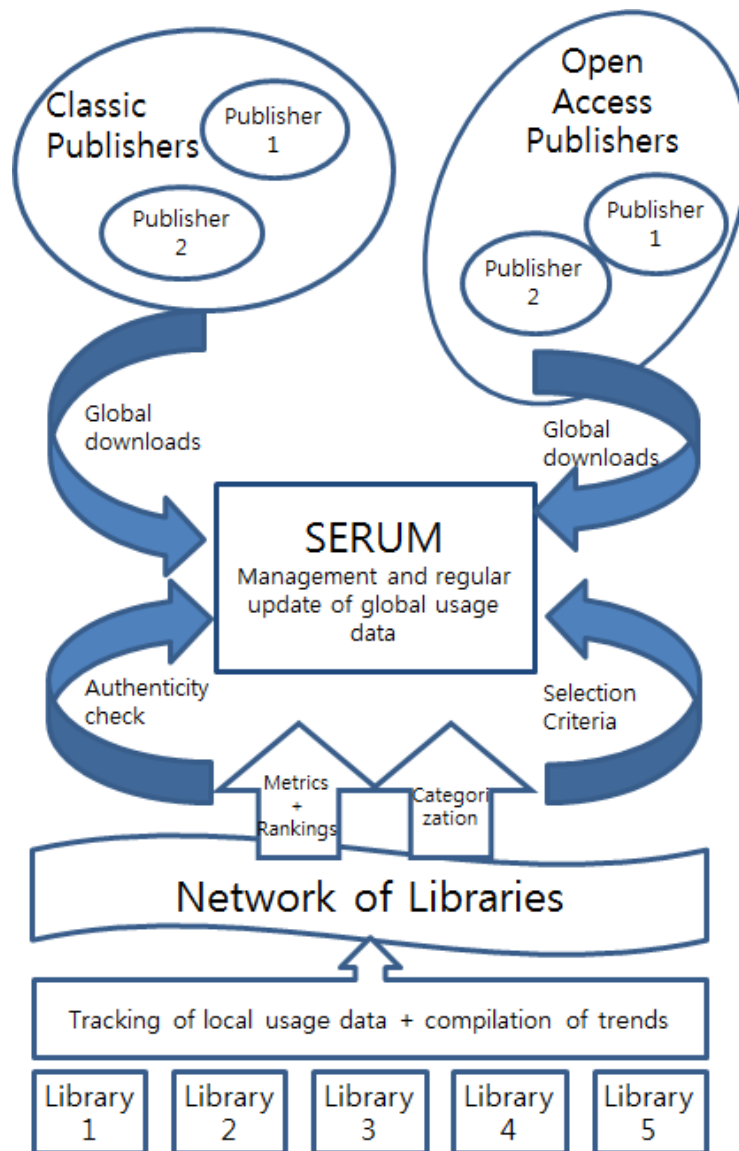 Classic
Publishers
Publisher
1
Publisher
2
Open
Access
Publishers
Publisher
1
Publisher
2
Global
downloads
Global
downloads
SERUM
Management and regular
update of global usage
data
Authenticity
check
Selection
Criteria
Metrics
+
Rankings
Categori
zation
Network of Libraries
Tracking of local usage data + compilation of trends
Library
1
Library
2
Library
3
Library
4
Library
5